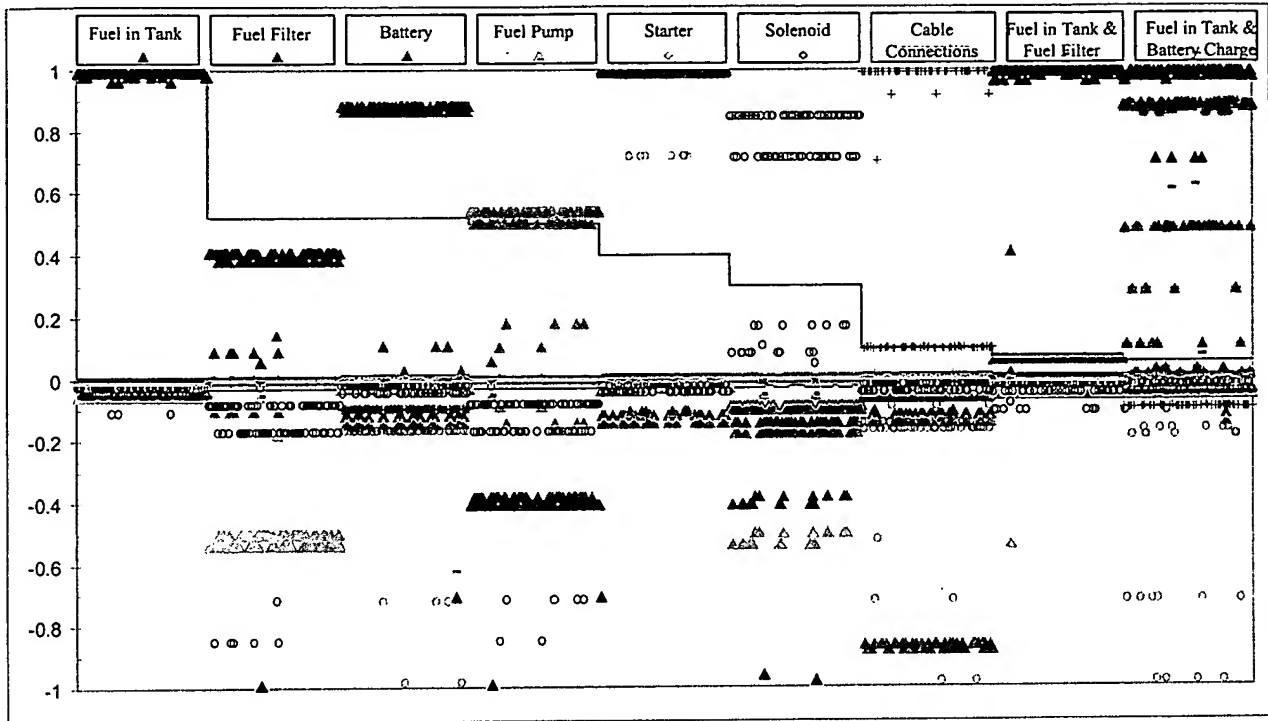 Fuel in Tank
Fuel Filter
Battery
Fuel Pump
Starter
Solenoid
Cable
Connections
Fuel in Tank &
Fuel Filter
Fuel in Tank &
Battery Charge
1
0.8
0.6
0.4
0.2
0
-0.2
-0.4
-0.6
-0.8
-1